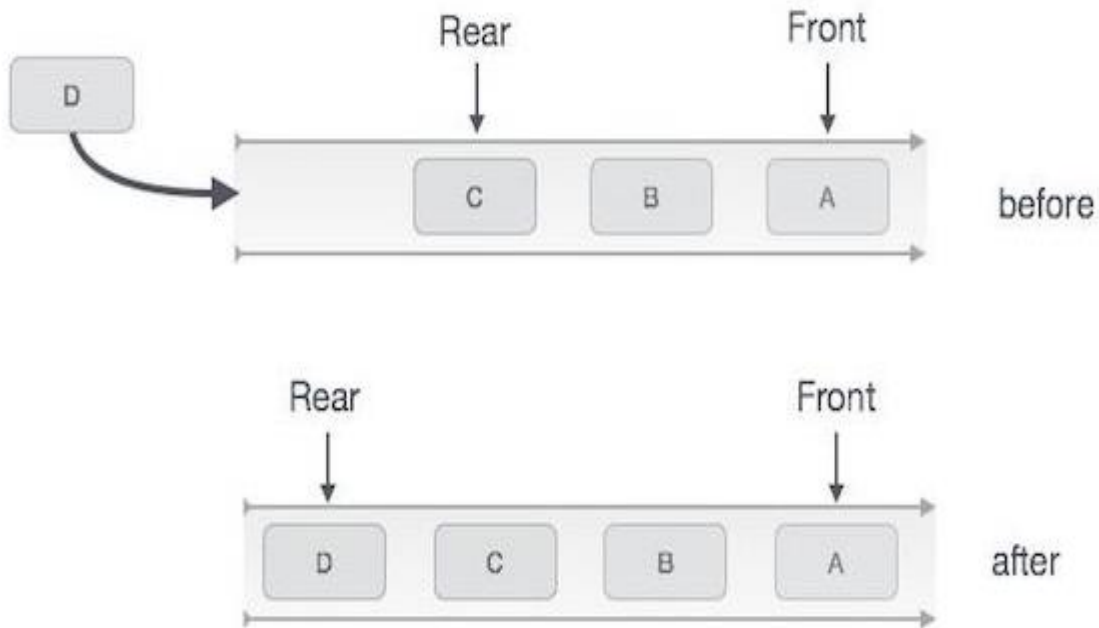 Rear Front
D
C B A
before
Rear Front
D C B A
after